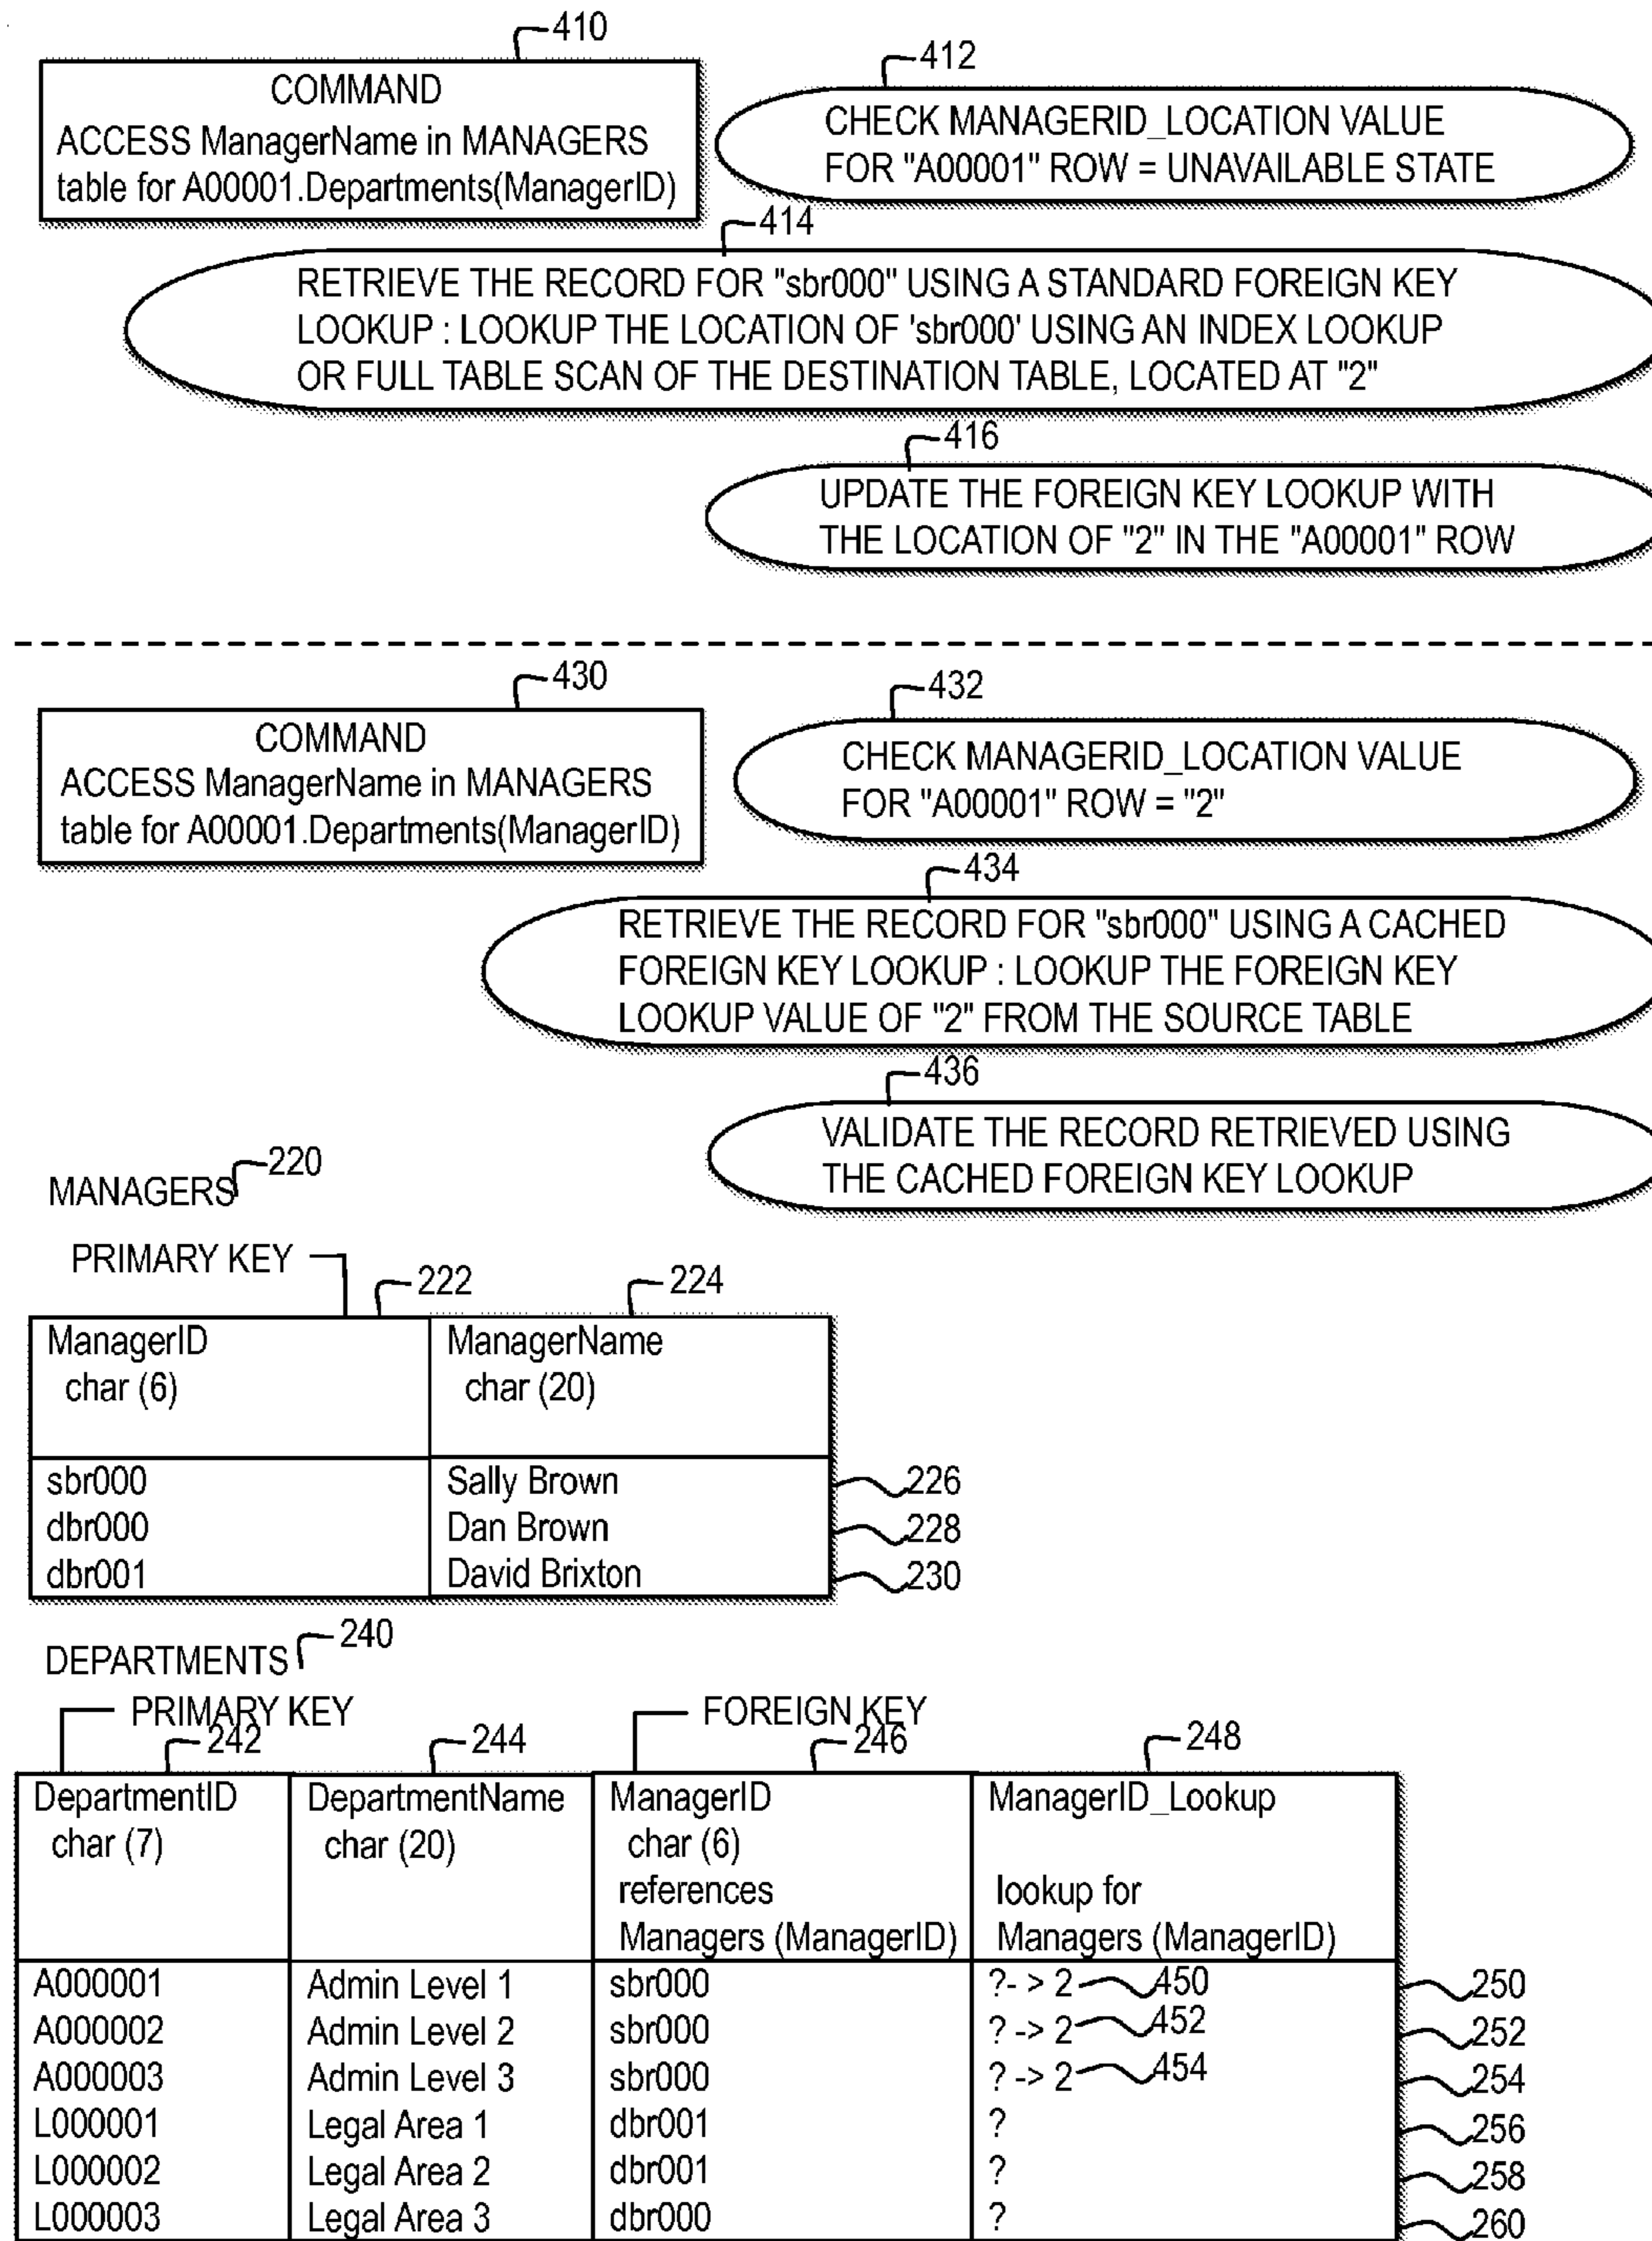 410
COMMAND
ACCESS ManagerName in MANAGERS
table for A00001.Departments(ManagerID)
412
CHECK MANAGERID_LOCATION VALUE
FOR "A00001" ROW = UNAVAILABLE STATE
414
RETRIEVE THE RECORD FOR "sbr000" USING A STANDARD FOREIGN KEY
LOOKUP : LOOKUP THE LOCATION OF 'sbr000' USING AN INDEX LOOKUP
OR FULL TABLE SCAN OF THE DESTINATION TABLE, LOCATED AT "2"
416
UPDATE THE FOREIGN KEY LOOKUP WITH
THE LOCATION OF "2" IN THE "A00001" ROW
430
COMMAND
ACCESS ManagerName in MANAGERS
table for A00001.Departments(ManagerID)
432
CHECK MANAGERID_LOCATION VALUE
FOR "A00001" ROW = "2"
434
RETRIEVE THE RECORD FOR "sbr000" USING A CACHED
FOREIGN KEY LOOKUP : LOOKUP THE FOREIGN KEY
LOOKUP VALUE OF "2" FROM THE SOURCE TABLE
436
VALIDATE THE RECORD RETRIEVED USING
THE CACHED FOREIGN KEY LOOKUP
MANAGERS 220
PRIMARY KEY
222 224
ManagerID ManagerName
char (6) char (20)
sbr000 Sally Brown 226
dbr000 Dan Brown 228
dbr001 David Brixton 230
DEPARTMENTS 240
PRIMARY KEY FOREIGN KEY
242 244 246 248
DepartmentID DepartmentName ManagerID ManagerID_Lookup
char (7) char (20) char (6)
references lookup for
Managers (ManagerID) Managers (ManagerID)
A000001 Admin Level 1 sbr000 ?- > 2 450 250
A000002 Admin Level 2 sbr000 ? -> 2 452 252
A000003 Admin Level 3 sbr000 ? -> 2 454 254
L000001 Legal Area 1 dbr001 ? 256
L000002 Legal Area 2 dbr001 ? 258
L000003 Legal Area 3 dbr000 ? 260